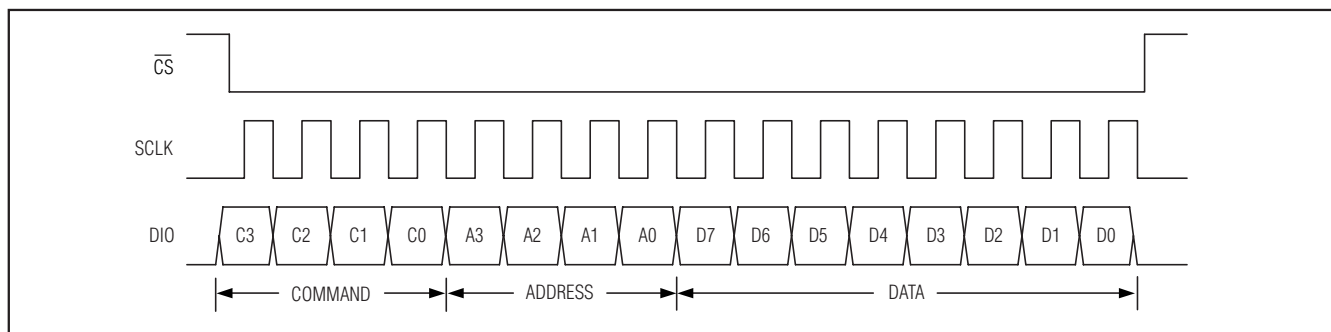 C̅S̅
SCLK
DIO C3 C2 C1 C0 A3 A2 A1 A0 D7 D6 D5 D4 D3 D2 D1 D0
COMMAND ADDRESS DATA